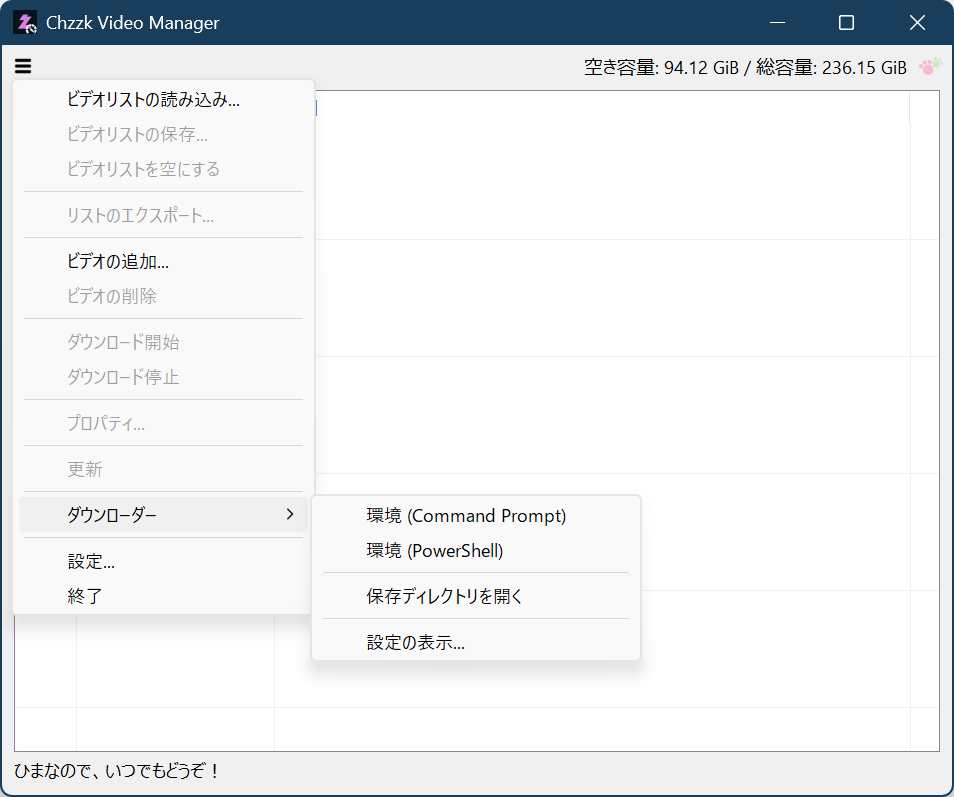 Chzzk Video Manager
空き容量: 94.12 GiB / 総容量: 236.15 GiB
ビデオリストの読み込み...
ビデオリストの保存...
ビデオリストを空にする
リストのエクスポート...
ビデオの追加...
ビデオの削除
ダウンロード開始
ダウンロード停止
プロパティ...
更新
ダウンローダー
環境 (Command Prompt)
環境 (PowerShell)
保存ディレクトリを開く
設定の表示...
設定...
終了
ひまなので、いつでもどうぞ！